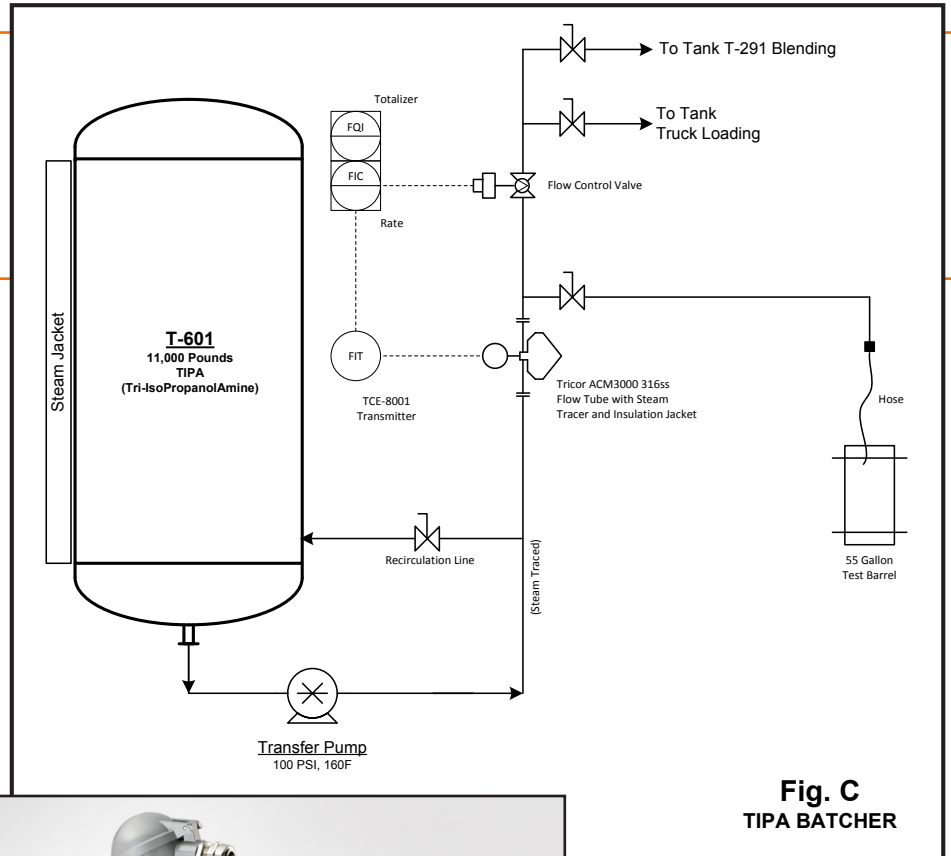 To Tank T-291 Blending
To Tank
Truck Loading
Totalizer
FQI
FIC
Rate
Flow Control Valve
Steam Jacket
T-601
11,000 Pounds
TIPA
(Tri-IsoPropanolAmine)
FIT
TCE-8001
Transmitter
Tricor ACM3000 316ss
Flow Tube with Steam
Tracer and Insulation Jacket
Hose
Recirculation Line
(Steam Traced)
55 Gallon
Test Barrel
Transfer Pump
100 PSI, 160F
Fig. C
TIPA BATCHER